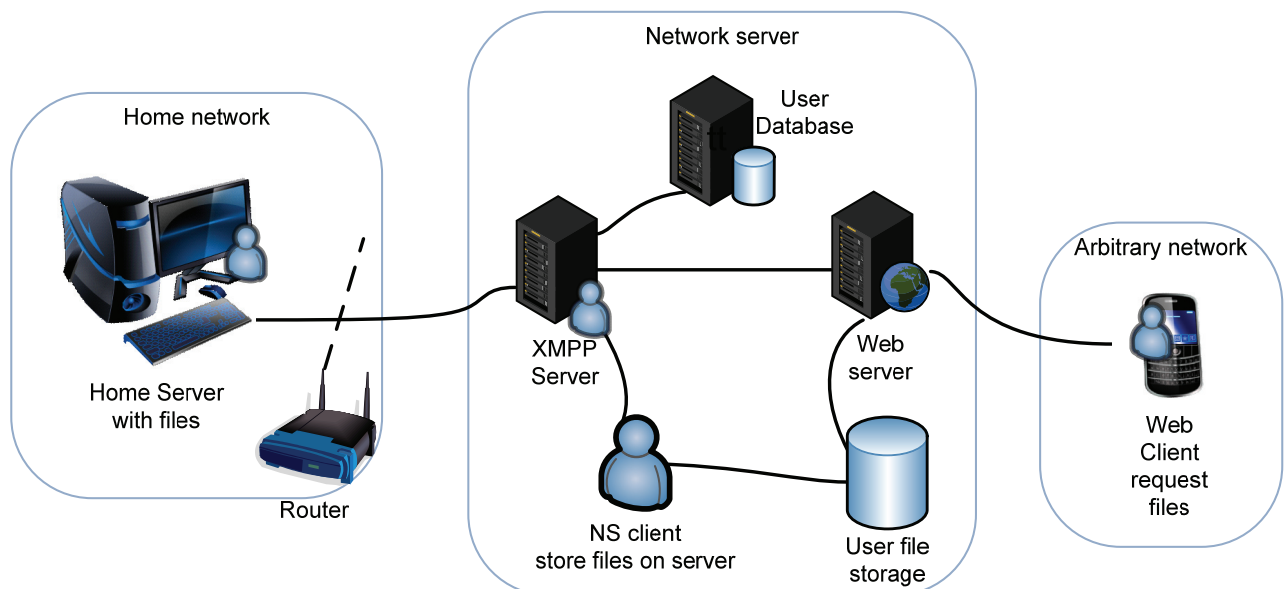 Network server
Home network
User
Database
tt
Arbitrary network
XMPP
Server
Web
server
Home Server
with files
Router
NS client
store files on server
User file
storage
Web
Client
request
files